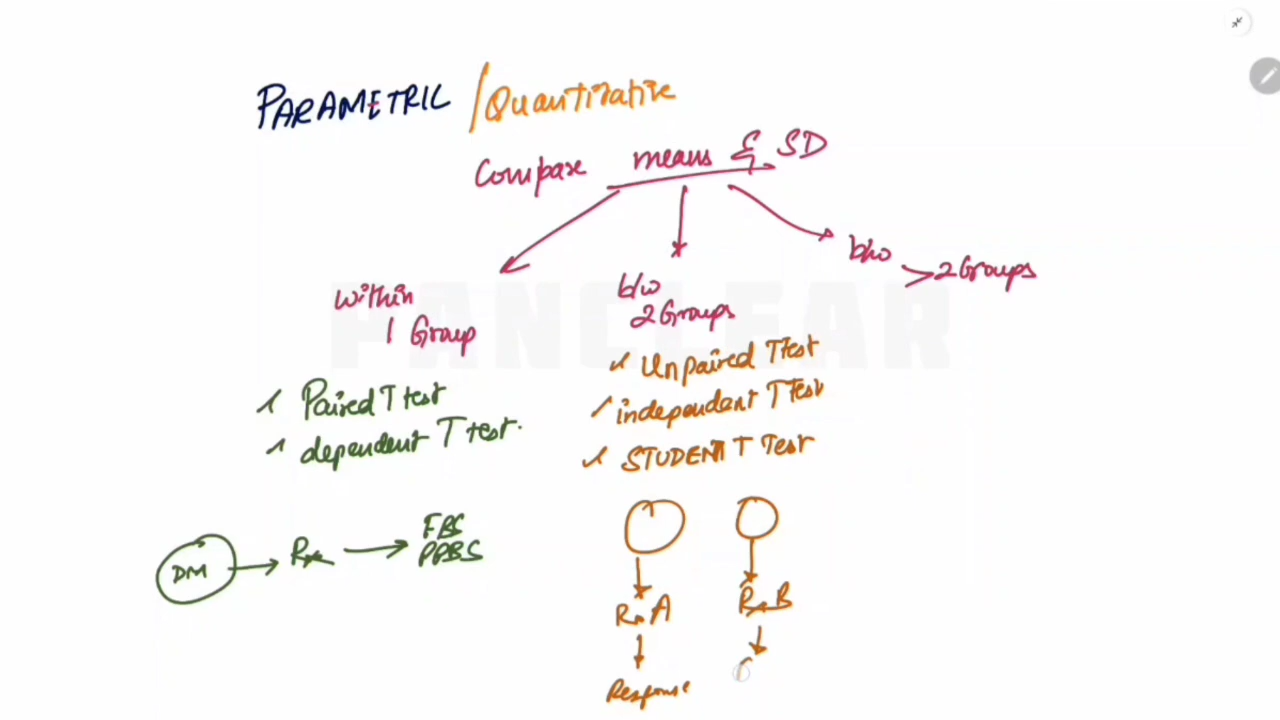 PARAMETRIC / Quantitative
Compare means & SD
within
1 Group
b/w
2 Groups
b/w
>2 Groups
Paired T test
dependent T test.
Unpaired T test
independent T test
STUDENT T Test
DM
Rx
FBS
PPBS
Rx A
Rx B
Response
PANCLEAR